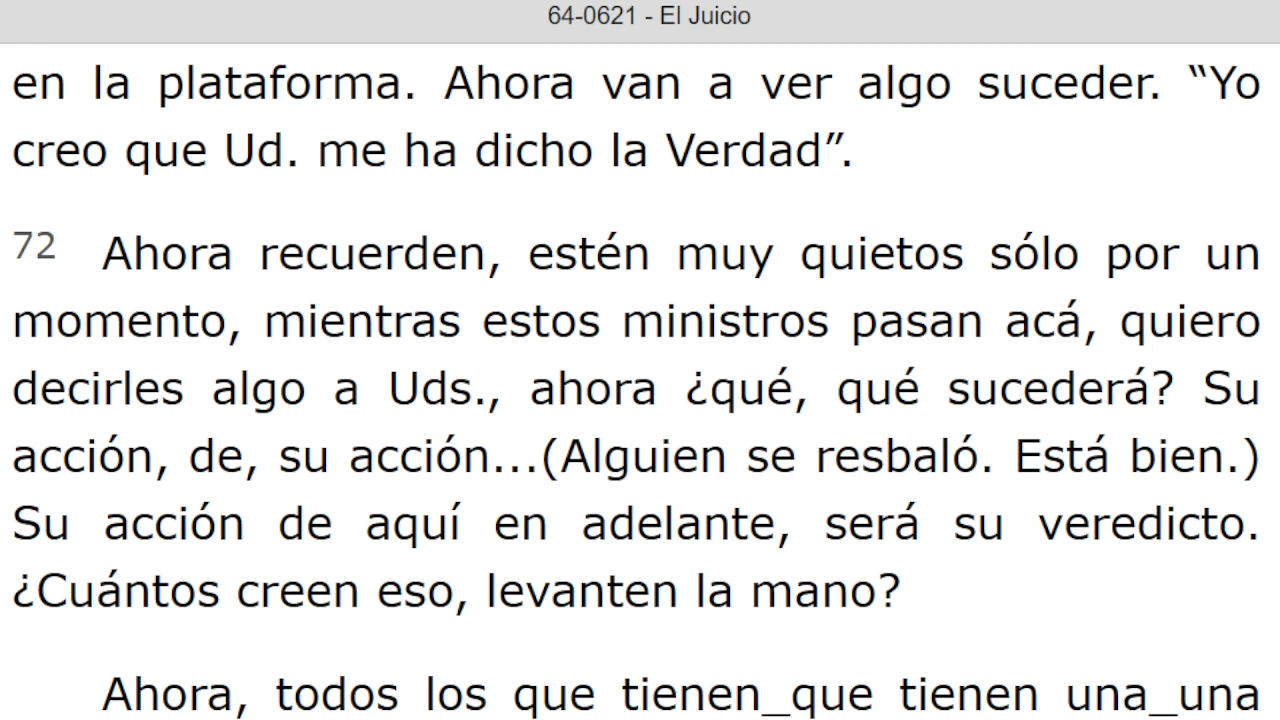 64-0621 - El Juicio
en la plataforma. Ahora van a ver algo suceder. “Yo
creo que Ud. me ha dicho la Verdad”.
72 Ahora recuerden, estén muy quietos sólo por un
momento, mientras estos ministros pasan acá, quiero
decirles algo a Uds., ahora ¿qué, qué sucederá? Su
acción, de, su acción...(Alguien se resbaló. Está bien.)
Su acción de aquí en adelante, será su veredicto.
¿Cuántos creen eso, levanten la mano?
Ahora, todos los que tienen_que tienen una_una